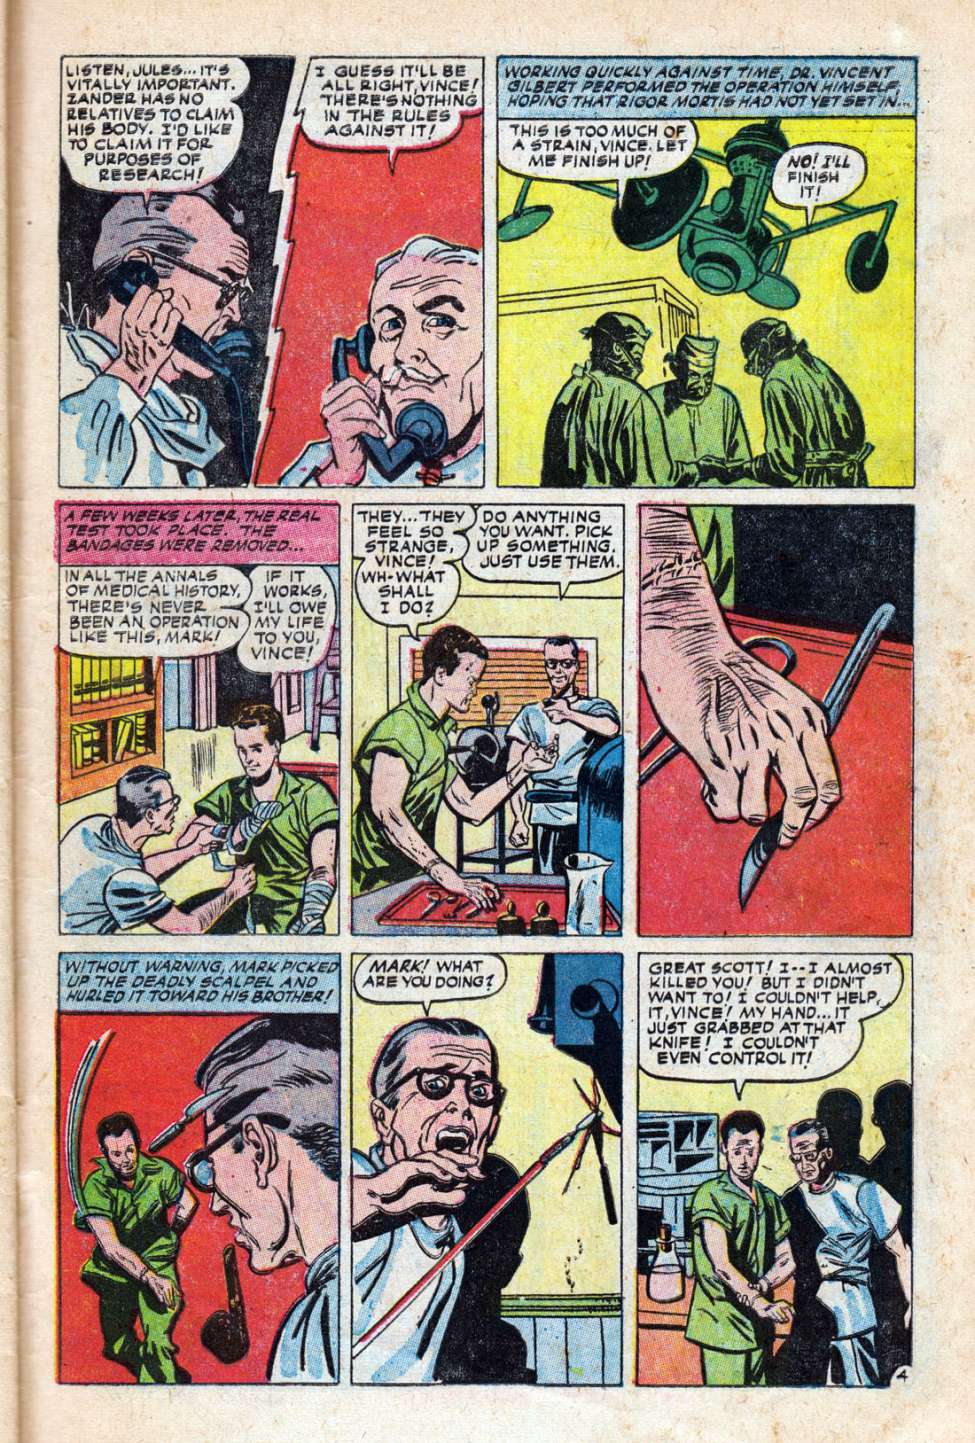 LISTEN, JULES... IT'S
VITALLY IMPORTANT.
ZANDER HAS NO
RELATIVES TO CLAIM
HIS BODY. I'D LIKE
TO CLAIM IT FOR
PURPOSES OF
RESEARCH!
I GUESS IT'LL BE
ALL RIGHT, VINCE!
THERE'S NOTHING
IN THE RULES
AGAINST IT!
WORKING QUICKLY AGAINST TIME, DR. VINCENT
GILBERT PERFORMED THE OPERATION HIMSELF,
HOPING THAT RIGOR MORTIS HAD NOT YET SET IN...
THIS IS TOO MUCH OF
A STRAIN, VINCE. LET
ME FINISH UP!
NO! I'LL
FINISH
IT!
A FEW WEEKS LATER, THE REAL
TEST TOOK PLACE. THE
BANDAGES WERE REMOVED...
IN ALL THE ANNALS
OF MEDICAL HISTORY,
THERE'S NEVER
BEEN AN OPERATION
LIKE THIS, MARK!
IF IT
WORKS,
I'LL OWE
MY LIFE
TO YOU,
VINCE!
THEY... THEY
FEEL SO
STRANGE,
VINCE!
WH-WHAT
SHALL
I DO?
DO ANYTHING
YOU WANT. PICK
UP SOMETHING.
JUST USE THEM.
WITHOUT WARNING, MARK PICKED
UP THE DEADLY SCALPEL AND
HURLED IT TOWARD HIS BROTHER!
MARK! WHAT
ARE YOU DOING?
GREAT SCOTT! I--I ALMOST
KILLED YOU! BUT I DIDN'T
WANT TO! I COULDN'T HELP
IT, VINCE! MY HAND... IT
JUST GRABBED AT THAT
KNIFE! I COULDN'T
EVEN CONTROL IT!
4